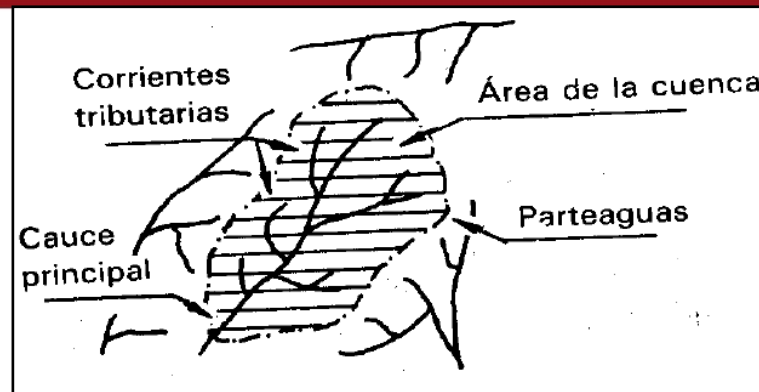 Corrientes
tributarias
Área de la cuenca
Parteaguas
Cauce
principal